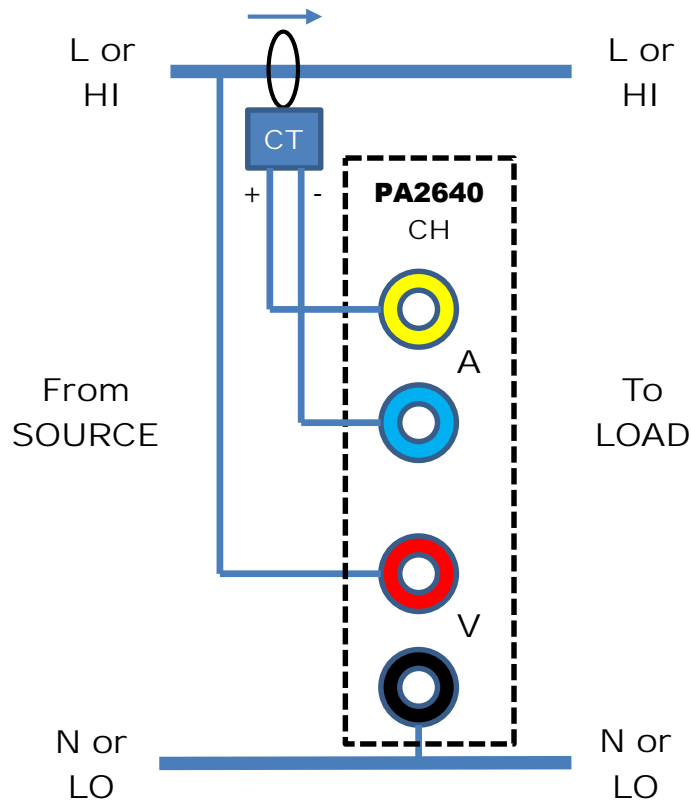 L or
HI
L or
HI
CT
+ -
PA2640
CH
A
From
SOURCE
To
LOAD
V
N or
LO
N or
LO